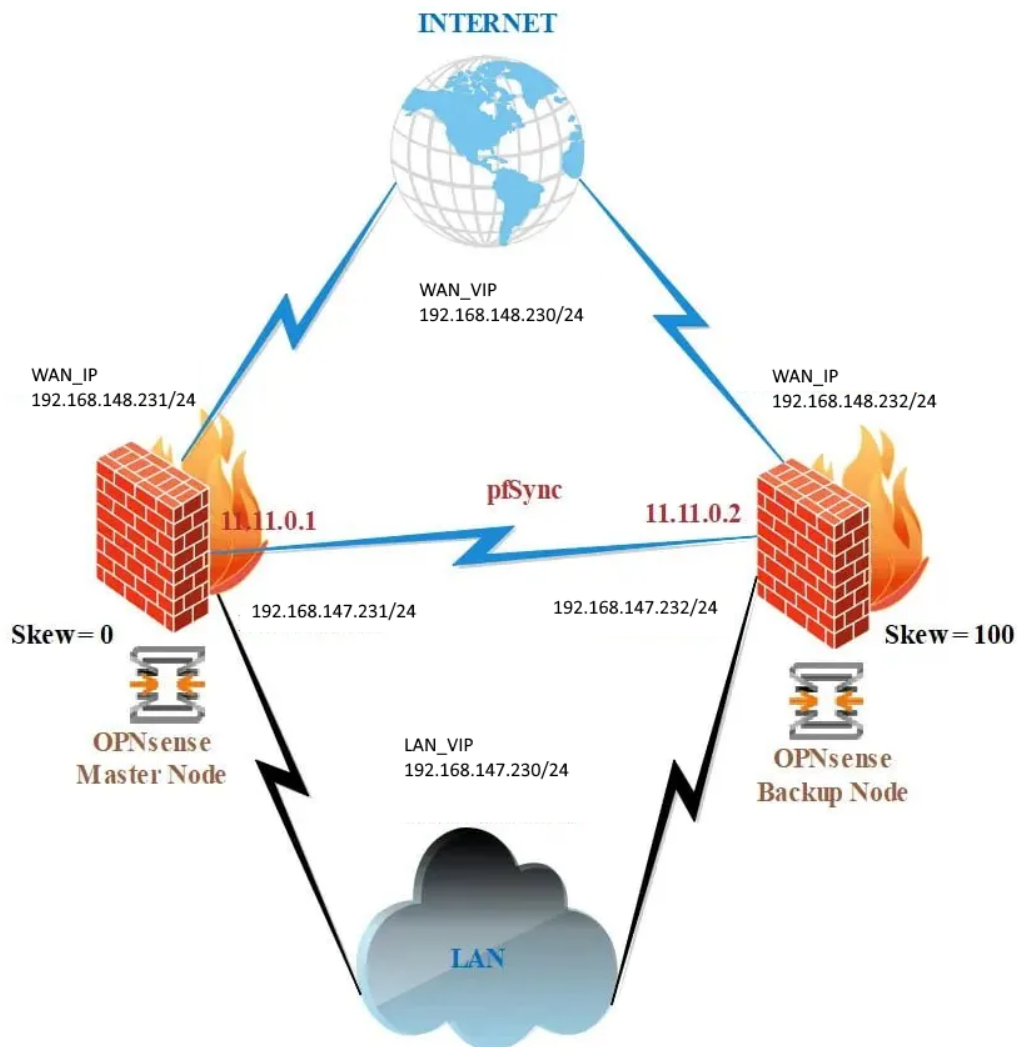 INTERNET
WAN_VIP
192.168.148.230/24
WAN_IP
192.168.148.231/24
WAN_IP
192.168.148.232/24
pfSync
11.11.0.1
11.11.0.2
192.168.147.231/24
192.168.147.232/24
Skew= 0
Skew= 100
OPNsense
Master Node
LAN_VIP
192.168.147.230/24
OPNsense
Backup Node
LAN